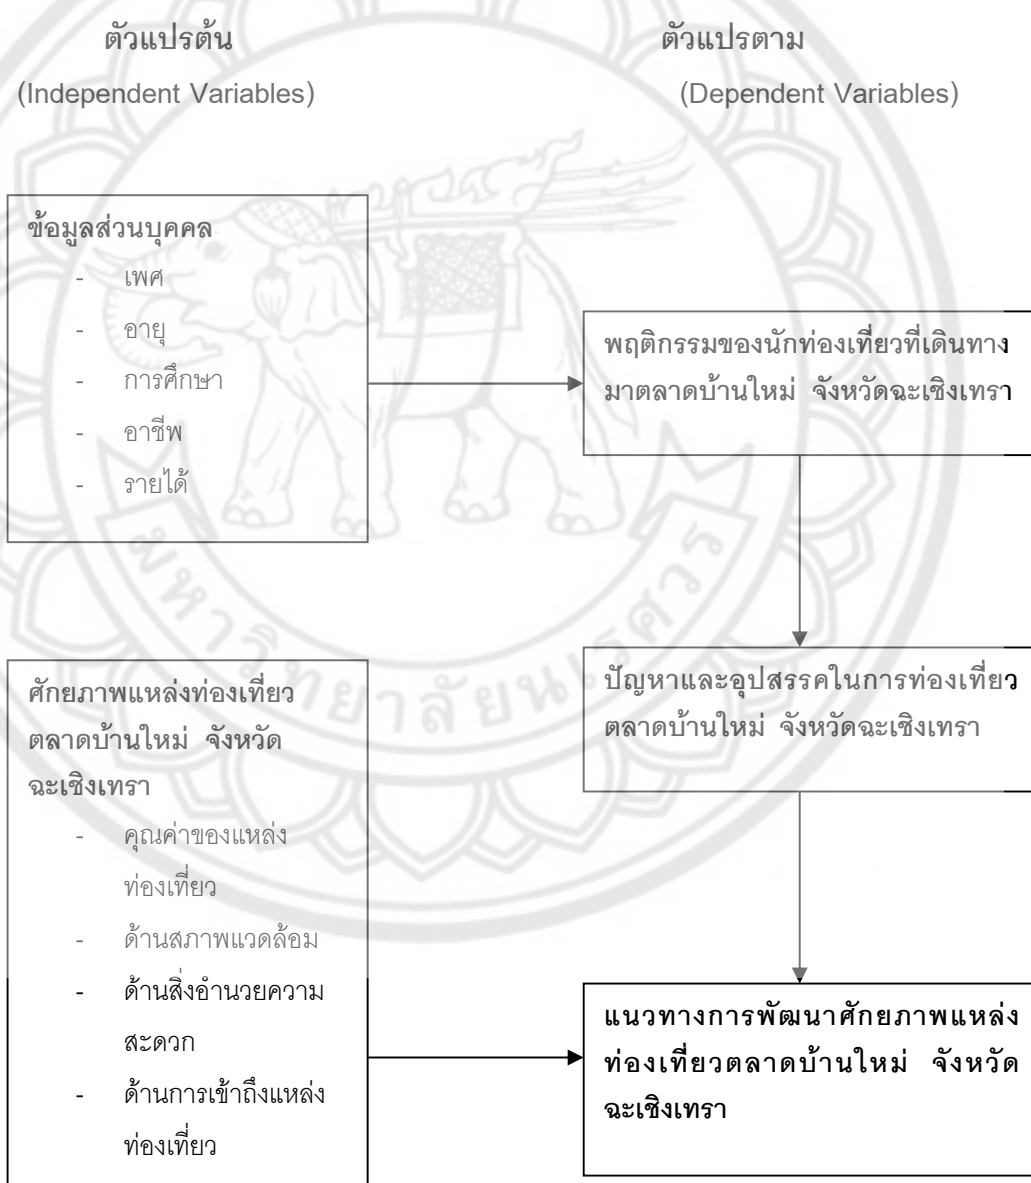 ตัวแปรต้น
(Independent Variables)
ตัวแปรตาม
(Dependent Variables)
ข้อมูลส่วนบุคคล
- เพศ
- อายุ
- การศึกษา
- อาชีพ
- รายได้
พฤติกรรมของนักท่องเที่ยวที่เดินทาง
มาตลาดบ้านใหม่ จังหวัดฉะเชิงเทรา
ศักยภาพแหล่งท่องเที่ยว
ตลาดบ้านใหม่ จังหวัด
ฉะเชิงเทรา
- คุณค่าของแหล่ง
ท่องเที่ยว
- ด้านสภาพแวดล้อม
- ด้านสิ่งอำนวยความ
สะดวก
- ด้านการเข้าถึงแหล่ง
ท่องเที่ยว
ปัญหาและอุปสรรคในการท่องเที่ยว
ตลาดบ้านใหม่ จังหวัดฉะเชิงเทรา
แนวทางการพัฒนาศักยภาพแหล่ง
ท่องเที่ยวตลาดบ้านใหม่ จังหวัด
ฉะเชิงเทรา
มหาวิทยาลัยนเรศวร